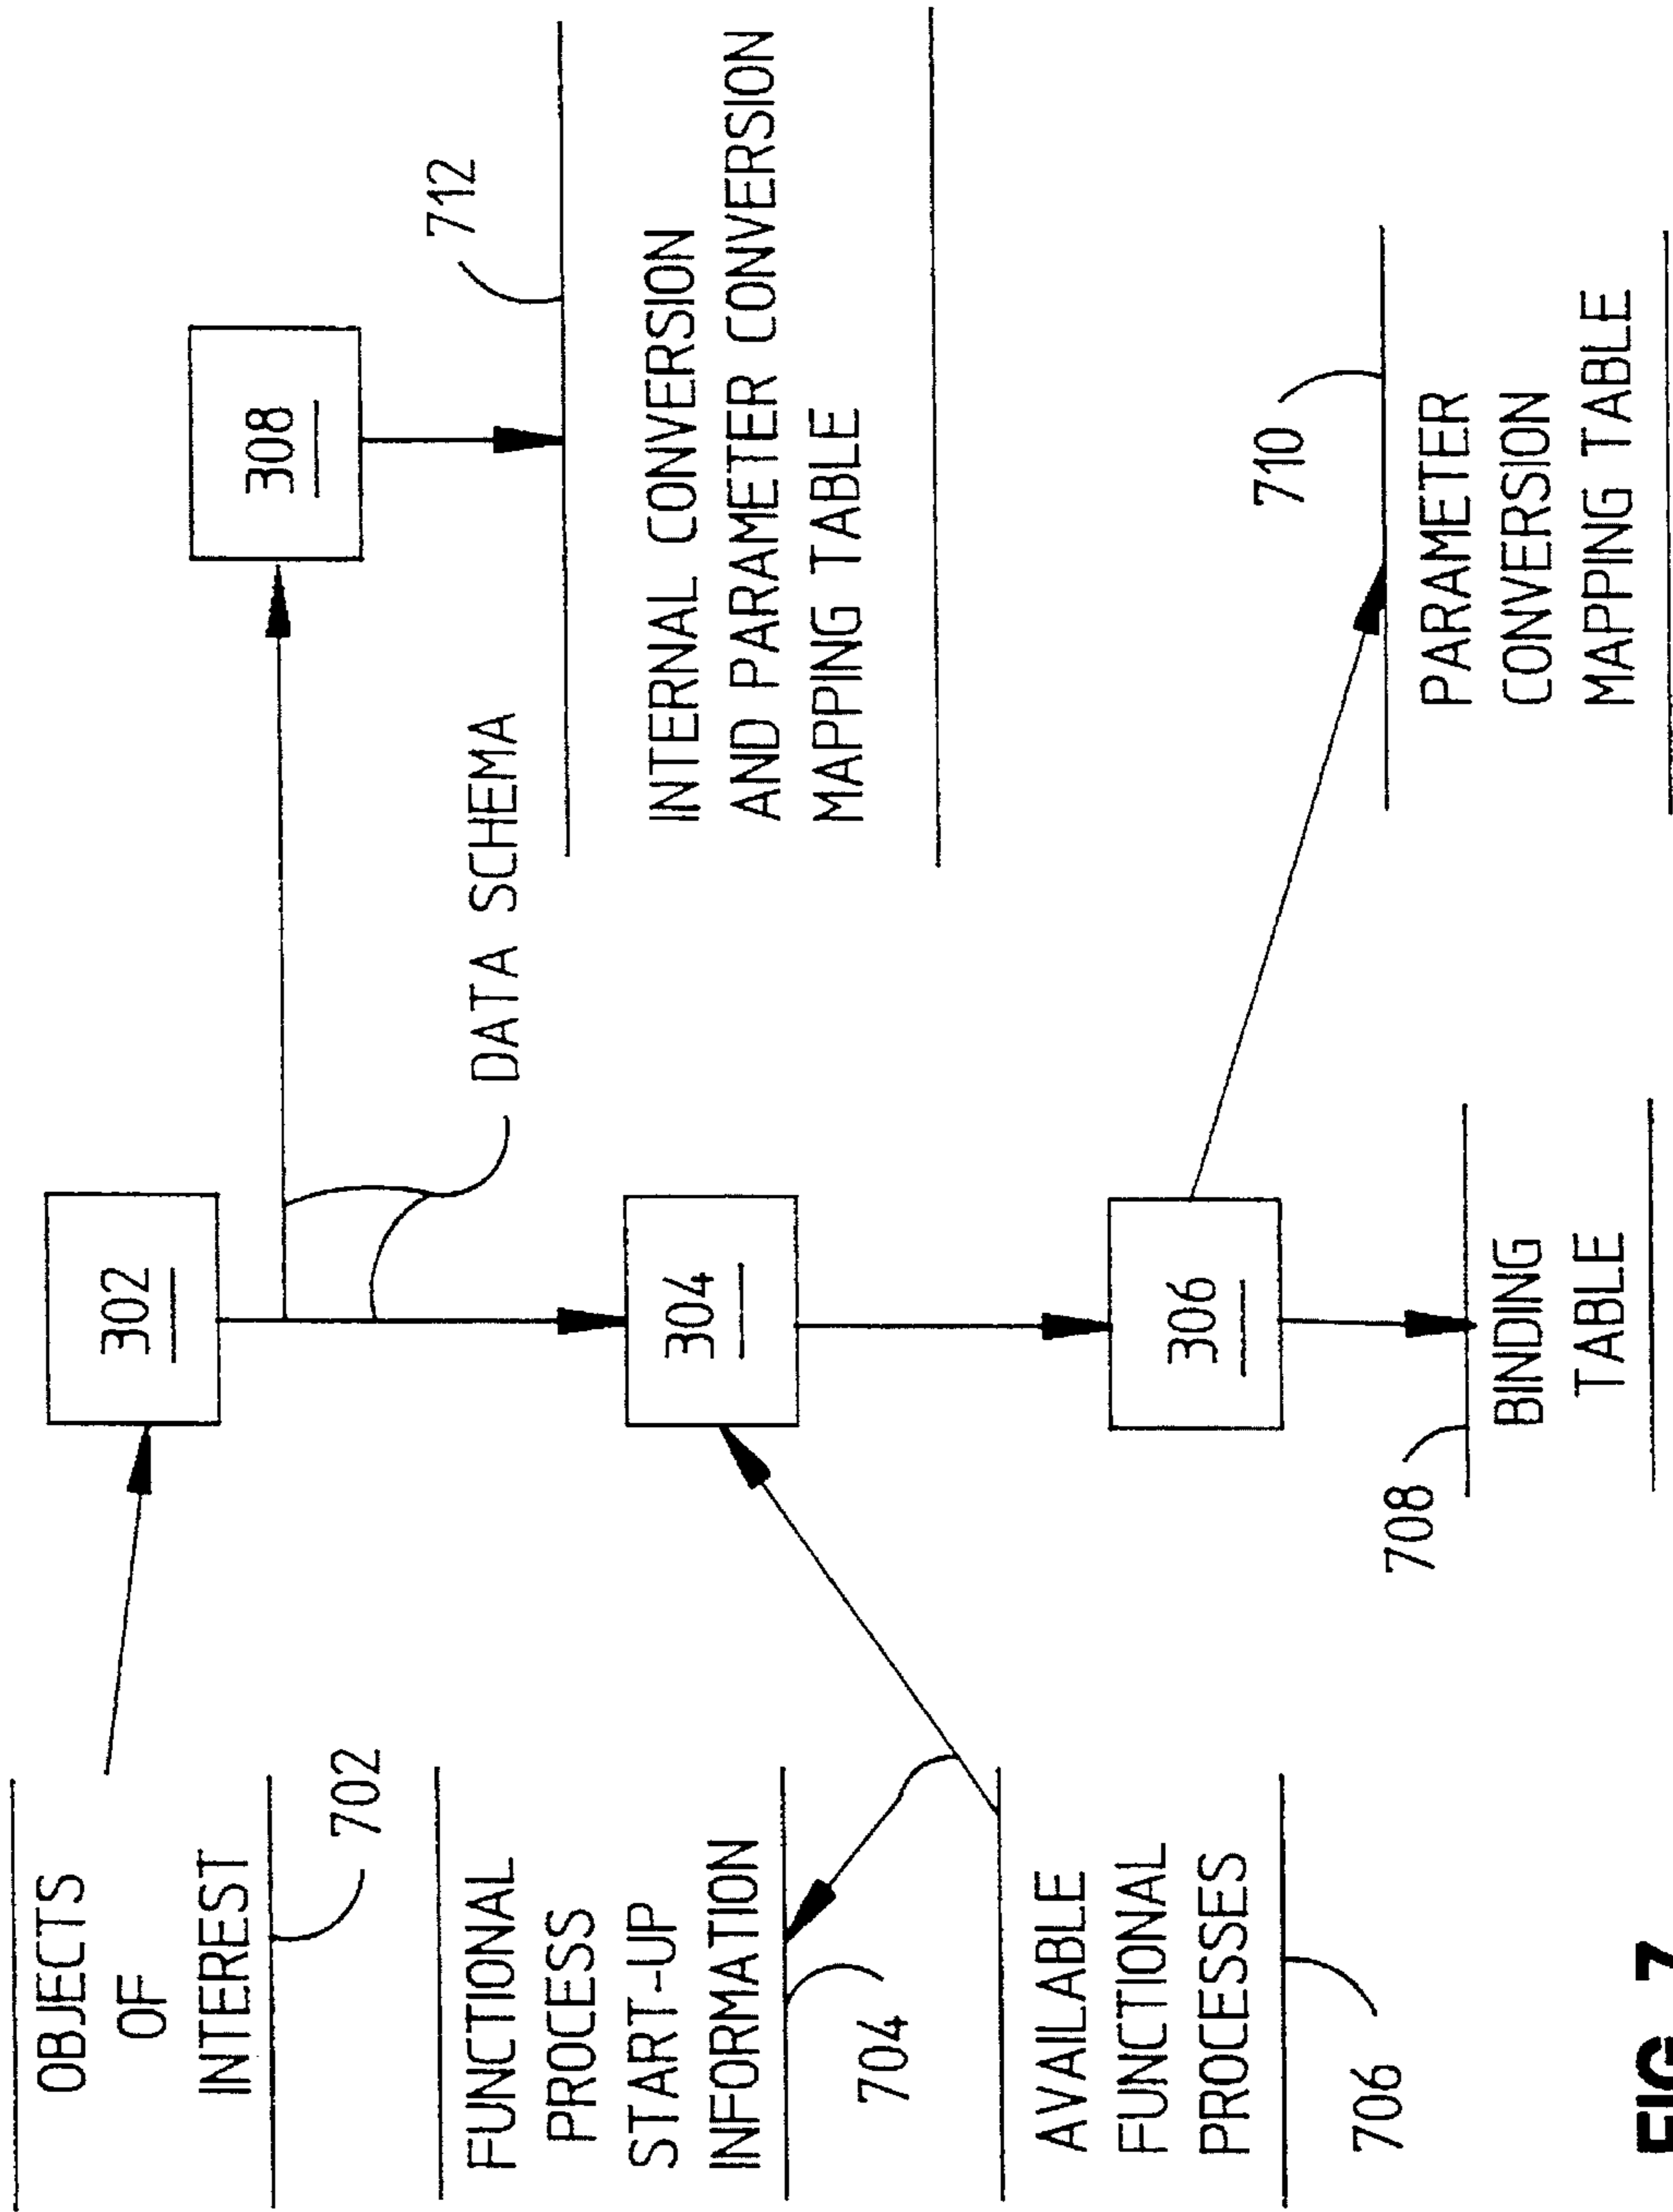 OBJECTS
OF
INTEREST
702
FUNCTIONAL
PROCESS
START-UP
INFORMATION
704
AVAILABLE
FUNCTIONAL
PROCESSES
706
302
DATA SCHEMA
304
306
708
BINDING
TABLE
308
712
INTERNAL CONVERSION
AND PARAMETER CONVERSION
MAPPING TABLE
710
PARAMETER
CONVERSION
MAPPING TABLE
FIG. 7